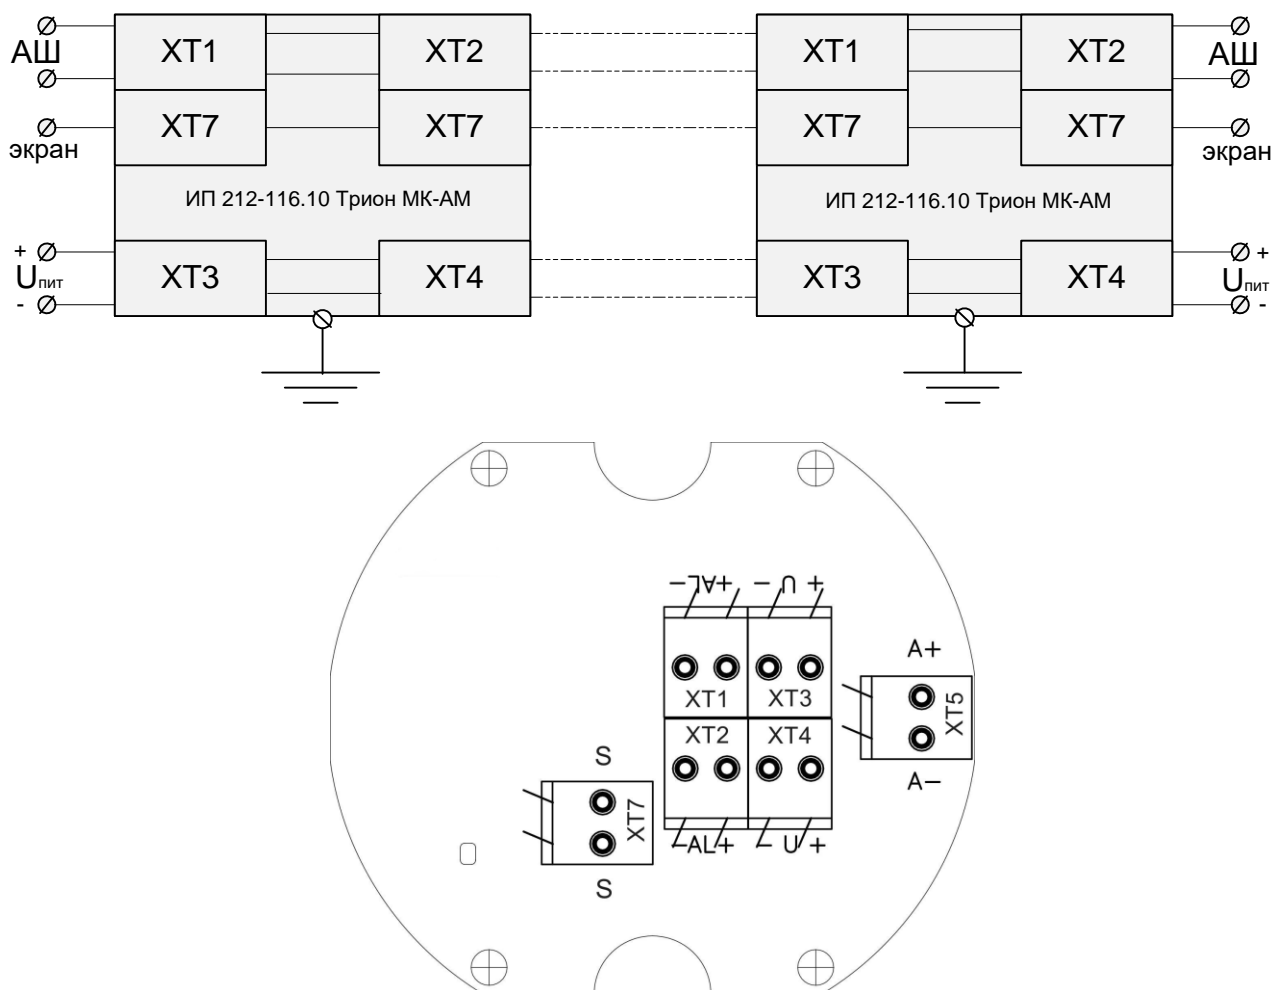 АШ XT1 XT2 XT1 XT2 АШ
экран XT7 XT7 XT7 XT7 экран
ИП 212-116.10 Трион МК-АМ ИП 212-116.10 Трион МК-АМ
+ XT3 XT4 XT3 XT4 +
Uпит Uпит
- -
-AL+ - U +
XT1 XT3
A+
XT5
XT2 XT4
A-
S
XT7
-AL+ - U +
S